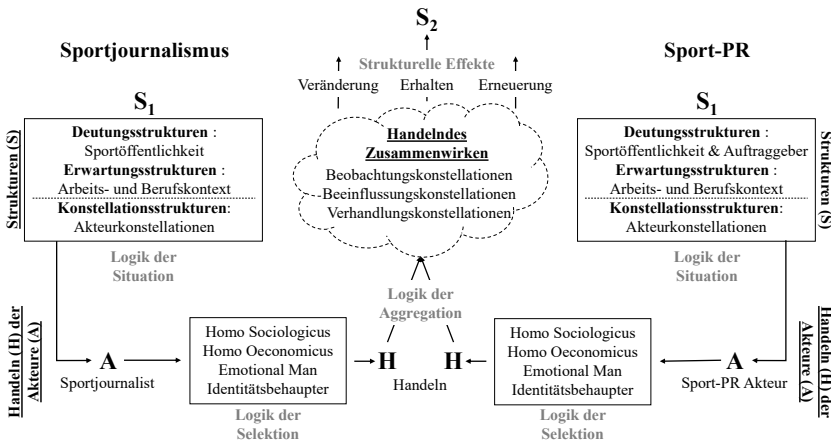 S2
Sportjournalismus
Sport-PR
Strukturelle Effekte
Veränderung Erhalten Erneuerung
S1
Deutungsstrukturen :
Sportöffentlichkeit
Erwartungsstrukturen :
Arbeits- und Berufskontext
Konstellationsstrukturen:
Akteurkonstellationen
Strukturen (S)
Logik der
Situation
Handelndes
Zusammenwirken
Beobachtungskonstellationen
Beeinflussungskonstellationen
Verhandlungskonstellationen
S1
Deutungsstrukturen :
Sportöffentlichkeit & Auftraggeber
Erwartungsstrukturen :
Arbeits- und Berufskontext
Konstellationsstrukturen:
Akteurkonstellationen
Strukturen (S)
Logik der
Situation
Logik der
Aggregation
Handeln (H) der
Akteure (A)
A
Sportjournalist
Homo Sociologicus
Homo Oeconomicus
Emotional Man
Identitätsbehaupter
Logik der
Selektion
H H
Handeln
Homo Sociologicus
Homo Oeconomicus
Emotional Man
Identitätsbehaupter
Logik der
Selektion
A
Sport-PR Akteur
Handeln (H) der
Akteure (A)